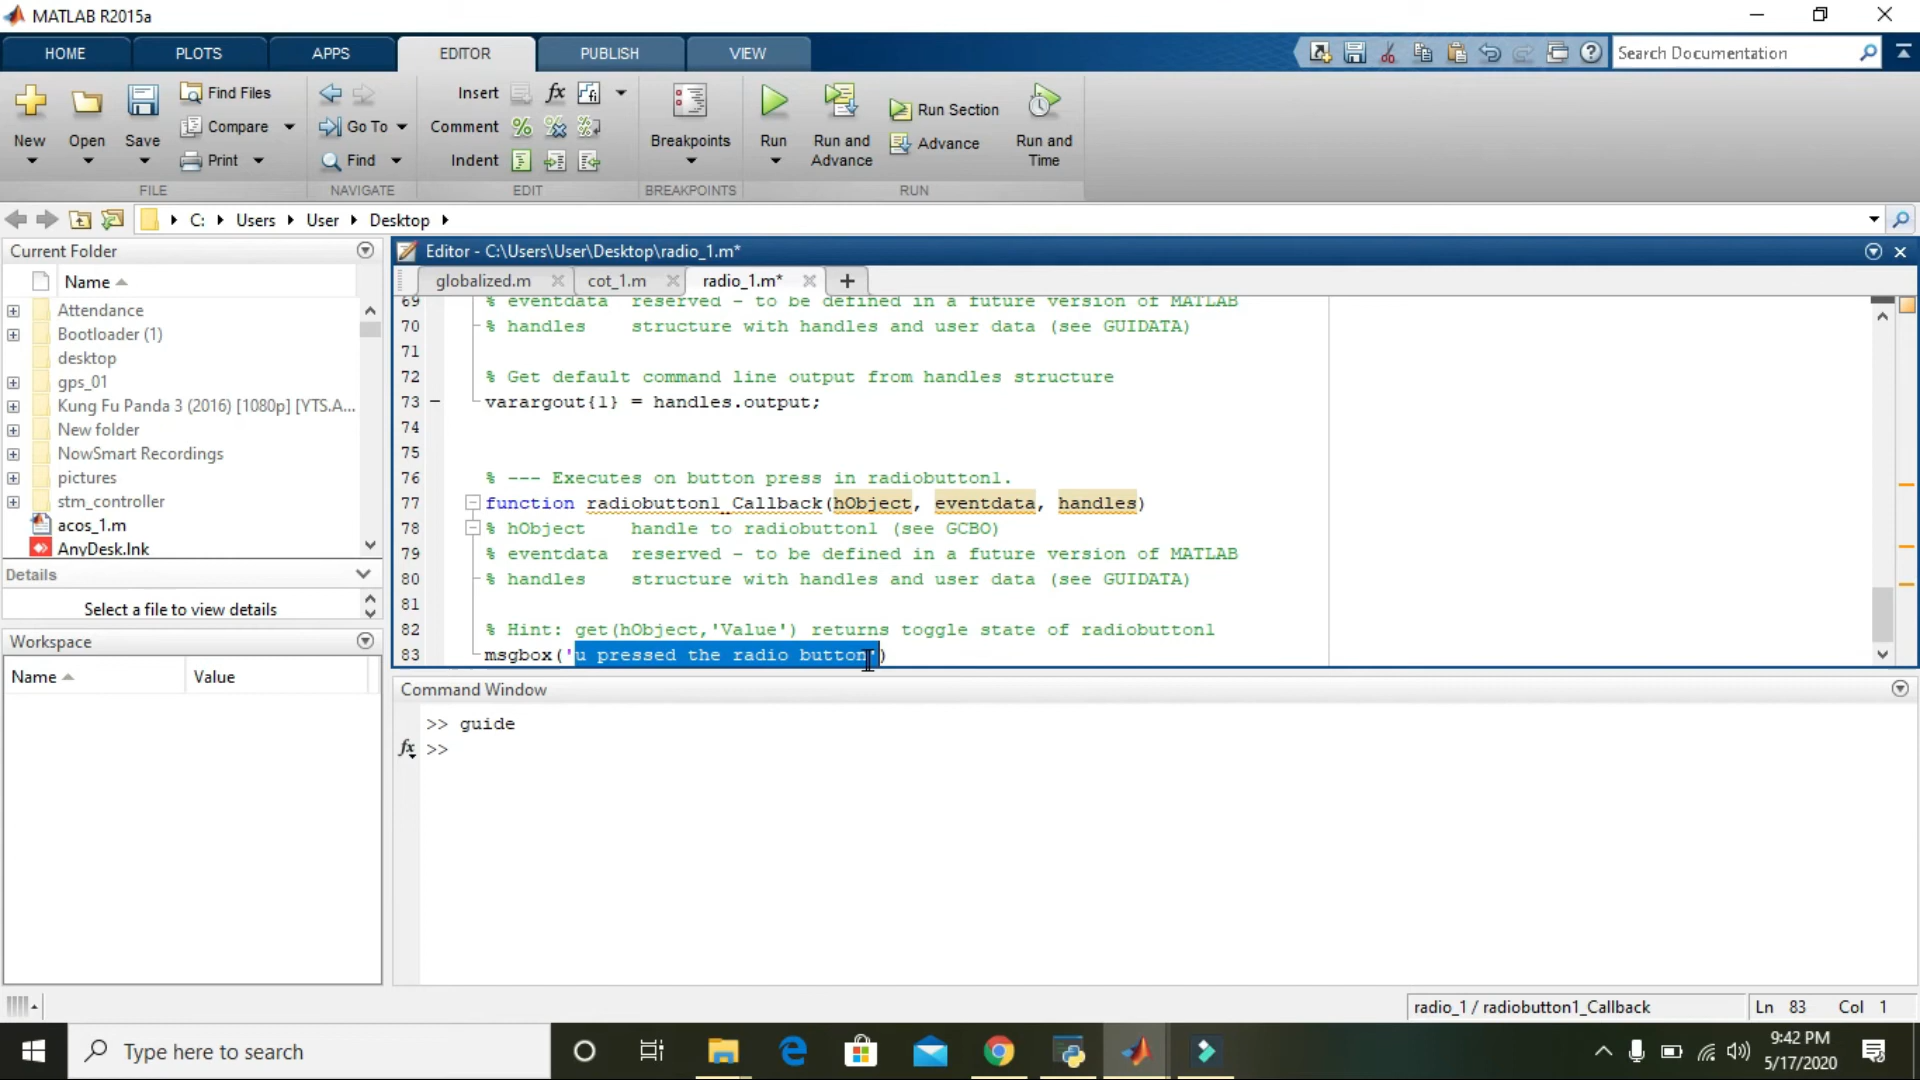 MATLAB R2015a
HOME PLOTS APPS EDITOR PUBLISH VIEW
Search Documentation
New Open Save Find Files Compare Print
Go To Find
Insert fx Comment Indent
Breakpoints
Run Run and Advance Run Section Advance Run and Time
FILE NAVIGATE EDIT BREAKPOINTS RUN
C: Users User Desktop
Current Folder
Name
Attendance
Bootloader (1)
desktop
gps_01
Kung Fu Panda 3 (2016) [1080p] [YTS.A...
New folder
NowSmart Recordings
pictures
stm_controller
acos_1.m
AnyDesk.lnk
Details
Select a file to view details
Workspace
Name Value
Editor - C:\Users\User\Desktop\radio_1.m*
globalized.m cot_1.m radio_1.m*
69 % eventdata  reserved - to be defined in a future version of MATLAB
70 % handles    structure with handles and user data (see GUIDATA)
71
72 % Get default command line output from handles structure
73 varargout{1} = handles.output;
74
75
76 % --- Executes on button press in radiobutton1.
77 function radiobutton1_Callback(hObject, eventdata, handles)
78 % hObject    handle to radiobutton1 (see GCBO)
79 % eventdata  reserved - to be defined in a future version of MATLAB
80 % handles    structure with handles and user data (see GUIDATA)
81
82 % Hint: get(hObject,'Value') returns toggle state of radiobutton1
83 msgbox('u pressed the radio button')
Command Window
>> guide
fx >>
radio_1 / radiobutton1_Callback Ln 83 Col 1
Type here to search
9:42 PM
5/17/2020